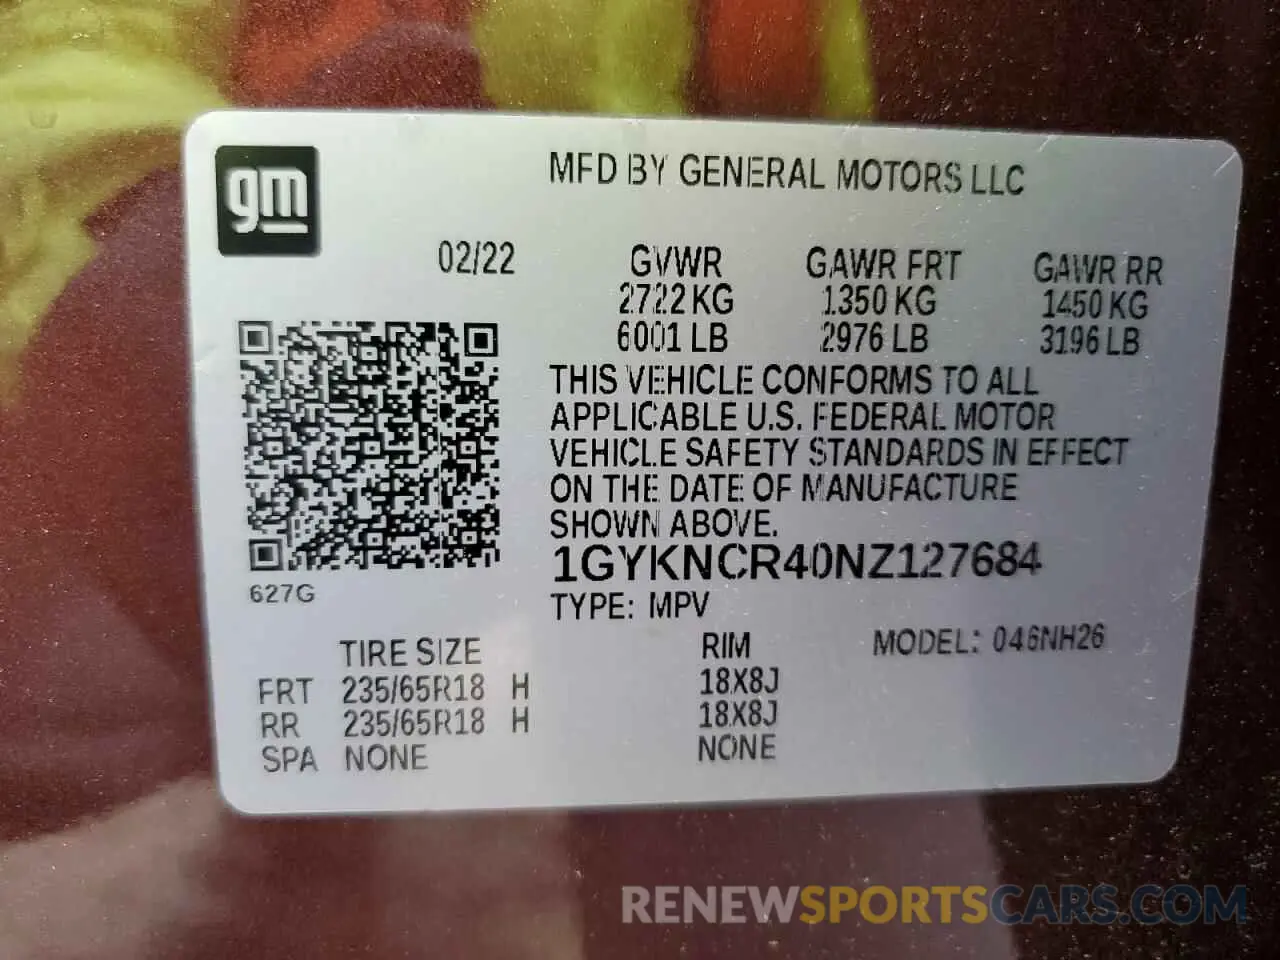 gm
MFD BY GENERAL MOTORS LLC
02/22 GVWR GAWR FRT GAWR RR
2722 KG 1350 KG 1450 KG
6001 LB 2976 LB 3196 LB
THIS VEHICLE CONFORMS TO ALL
APPLICABLE U.S. FEDERAL MOTOR
VEHICLE SAFETY STANDARDS IN EFFECT
ON THE DATE OF MANUFACTURE
SHOWN ABOVE.
1GYKNCR40NZ127684
627G
TYPE: MPV
TIRE SIZE RIM MODEL: 046NH26
FRT 235/65R18 H 18X8J
RR 235/65R18 H 18X8J
SPA NONE NONE
RENEWSPORTSCARS.COM